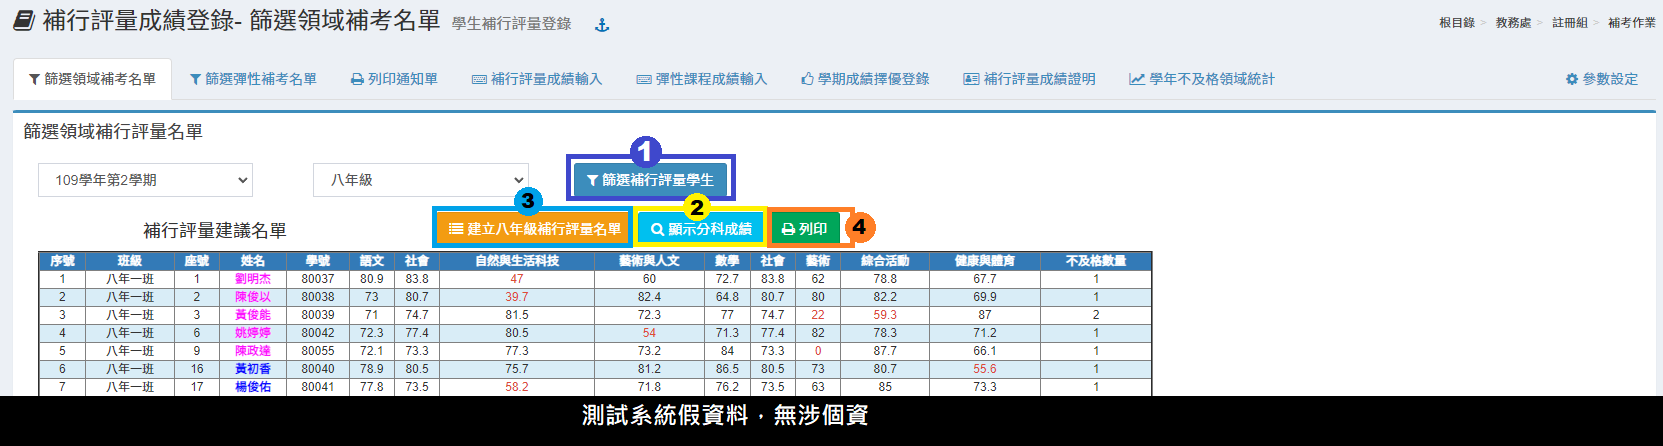 補行評量成績登錄- 篩選領域補考名單 學生補行評量登錄
根目錄 > 教務處 > 註冊組 > 補考作業
篩選領域補考名單 篩選彈性補考名單 列印通知單 補行評量成績輸入 彈性課程成績輸入 學期成績擇優登錄 補行評量成績證明 學年不及格領域統計 參數設定
篩選領域補行評量名單
1
109學年第2學期 八年級 篩選補行評量學生
3 2
補行評量建議名單 建立八年級補行評量名單 顯示分科成績 列印 4
序號 班級 座號 姓名 學號 語文 社會 自然與生活科技 藝術與人文 數學 社會 藝術 綜合活動 健康與體育 不及格數量
1 八年一班 1 劉明杰 80037 80.9 83.8 47 60 72.7 83.8 62 78.8 67.7 1
2 八年一班 2 陳俊以 80038 73 80.7 39.7 82.4 64.8 80.7 80 82.2 69.9 1
3 八年一班 3 黃俊能 80039 71 74.7 81.5 72.3 77 74.7 22 59.3 87 2
4 八年一班 6 姚婷婷 80042 72.3 77.4 80.5 54 71.3 77.4 82 78.3 71.2 1
5 八年一班 9 陳政達 80055 72.1 73.3 77.3 73.2 84 73.3 0 87.7 66.1 1
6 八年一班 16 黃初香 80040 78.9 80.5 75.7 81.2 86.5 80.5 73 80.7 55.6 1
7 八年一班 17 楊俊佑 80041 77.8 73.5 58.2 71.8 76.2 73.5 63 85 73.3 1
測試系統假資料，無涉個資